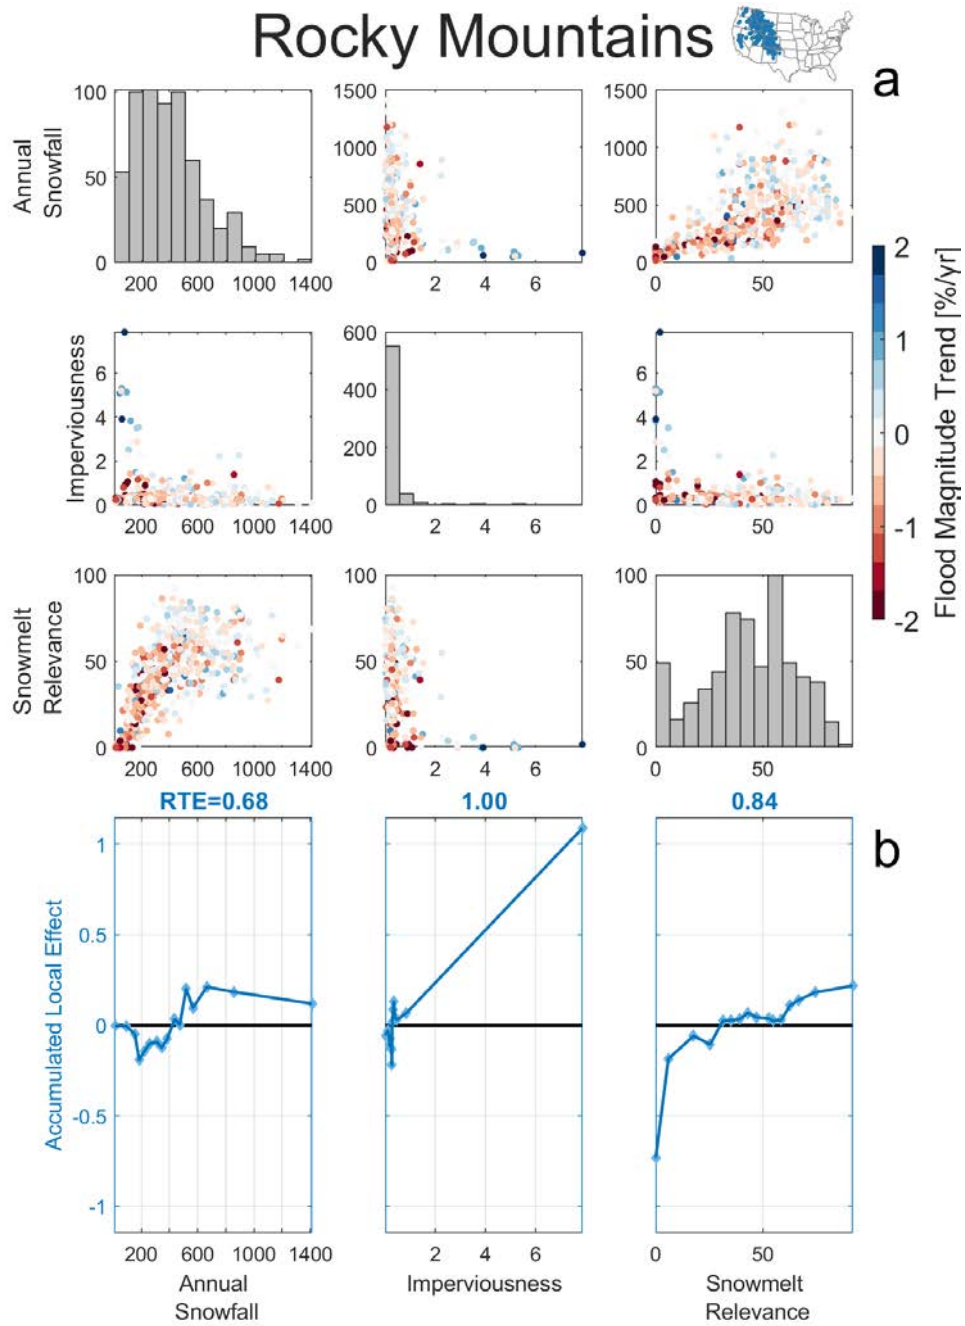 Rocky Mountains
a
Annual
Snowfall
100
50
0
200 600 1000 1400
1500
1000
500
0
2 4 6
1500
1000
500
0
0 50
Imperviousness
6
4
2
0
200 600 1000 1400
600
400
200
0
2 4 6
6
4
2
0
0 50
Snowmelt
Relevance
100
50
0
200 600 1000 1400
100
50
0
2 4 6
100
50
0
0 50
2
1
0
-1
-2
Flood Magnitude Trend [%/yr]
RTE=0.68 1.00 0.84
b
Accumulated Local Effect
1
0.5
0
-0.5
-1
200 600 1000 1400
2 4 6
0 50
Annual
Snowfall
Imperviousness
Snowmelt
Relevance